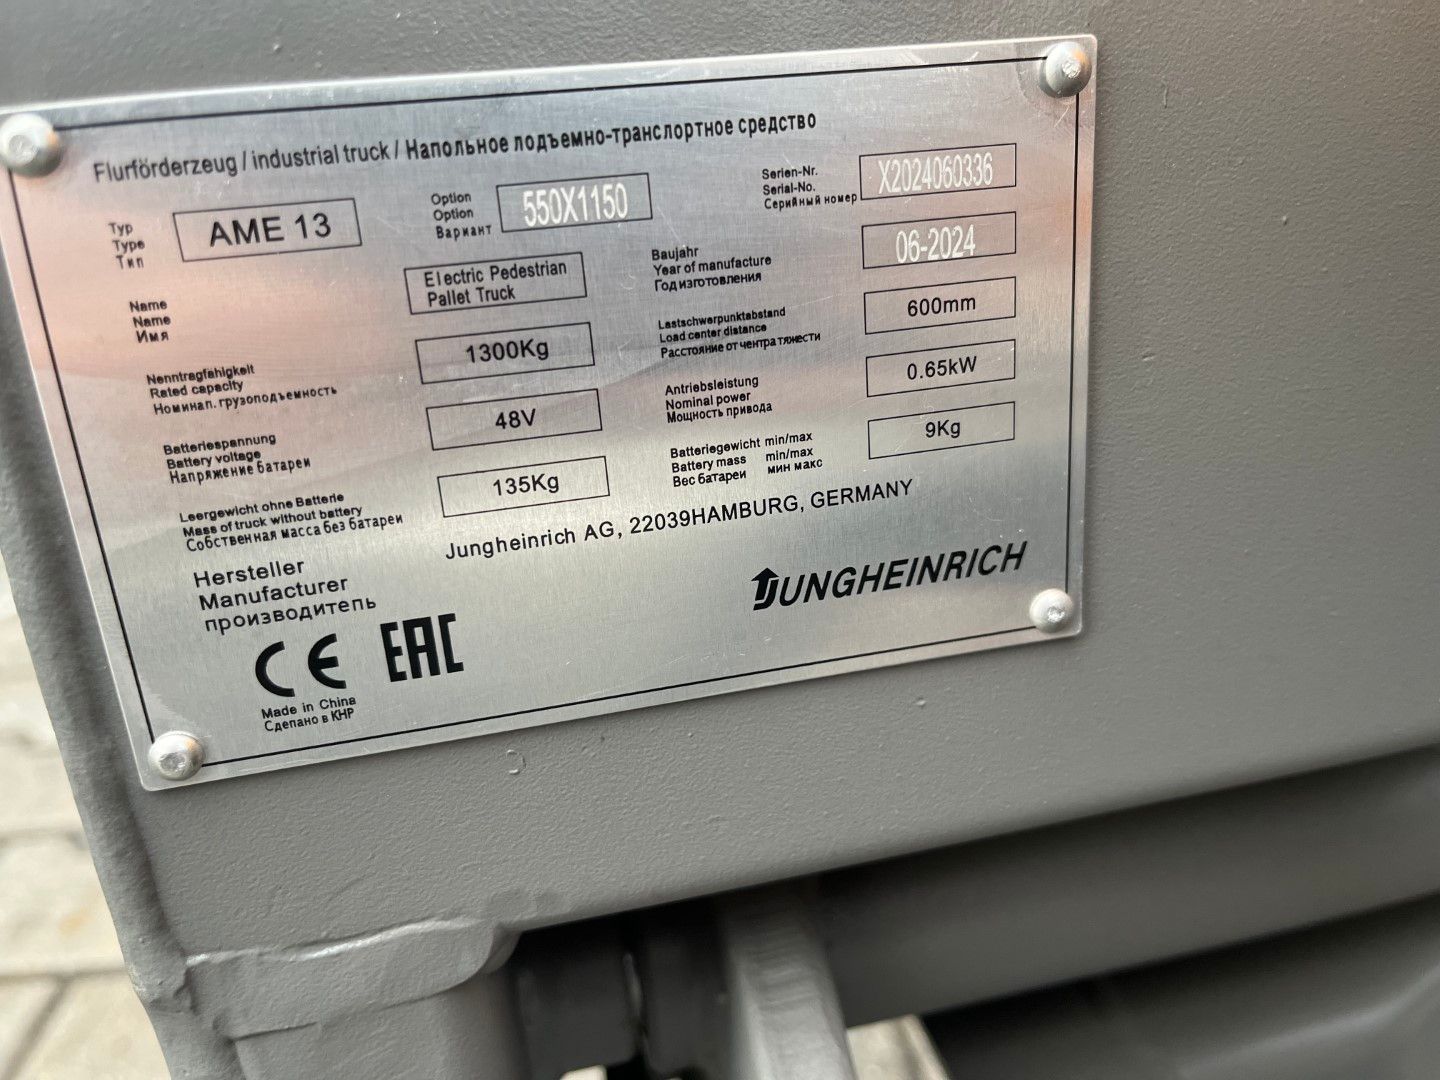 Flurförderzeug / industrial truck / Напольное лодъемно-транслортное средство
Typ
Type
Тип
AME 13
Option
Option
Вариант
550X1150
Serien-Nr.
Serial-No.
Серийный номер
X2024060336
Name
Name
Имя
Electric Pedestrian
Pallet Truck
Baujahr
Year of manufacture
Год изготовления
06-2024
Nenntragfahigkeit
Rated capacity
Номинал. грузоподъемность
1300Kg
Lastschwerpunktabstand
Load center distance
Расстояние от чентра тяжести
600mm
Batteriespannung
Battery voltage
Напряжение батареи
48V
Antriebsleistung
Nominal power
Мощность привода
0.65kW
Leergewicht ohne Batterie
Mass of truck without battery
Собственная масса без батареи
135Kg
Batteriegewicht min/max
Battery mass min/max
Вес батареи мин макс
9Kg
Hersteller
Manufacturer
производитель
Jungheinrich AG, 22039HAMBURG, GERMANY
JUNGHEINRICH
CE EAC
Made in China
Сделано в КНР